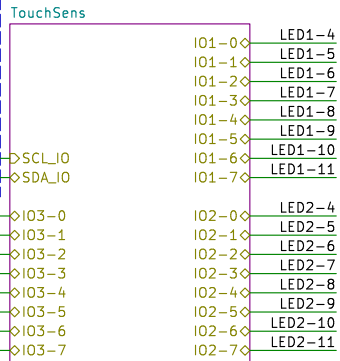 TouchSens
IO1-0 LED1-4
IO1-1 LED1-5
IO1-2 LED1-6
IO1-3 LED1-7
IO1-4 LED1-8
IO1-5 LED1-9
SCL_IO IO1-6 LED1-10
SDA_IO IO1-7 LED1-11
IO3-0 IO2-0 LED2-4
IO3-1 IO2-1 LED2-5
IO3-2 IO2-2 LED2-6
IO3-3 IO2-3 LED2-7
IO3-4 IO2-4 LED2-8
IO3-5 IO2-5 LED2-9
IO3-6 IO2-6 LED2-10
IO3-7 IO2-7 LED2-11